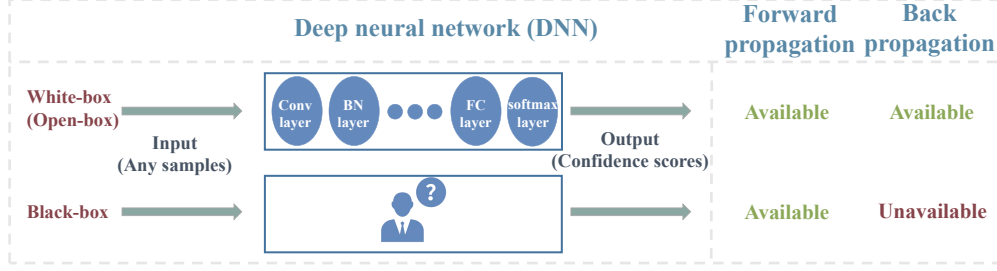 Deep neural network (DNN)
Forward
propagation
Back
propagation
White-box
(Open-box)
Conv
layer
BN
layer
FC
layer
softmax
layer
Available
Available
Input
(Any samples)
Output
(Confidence scores)
Black-box
?
Available
Unavailable